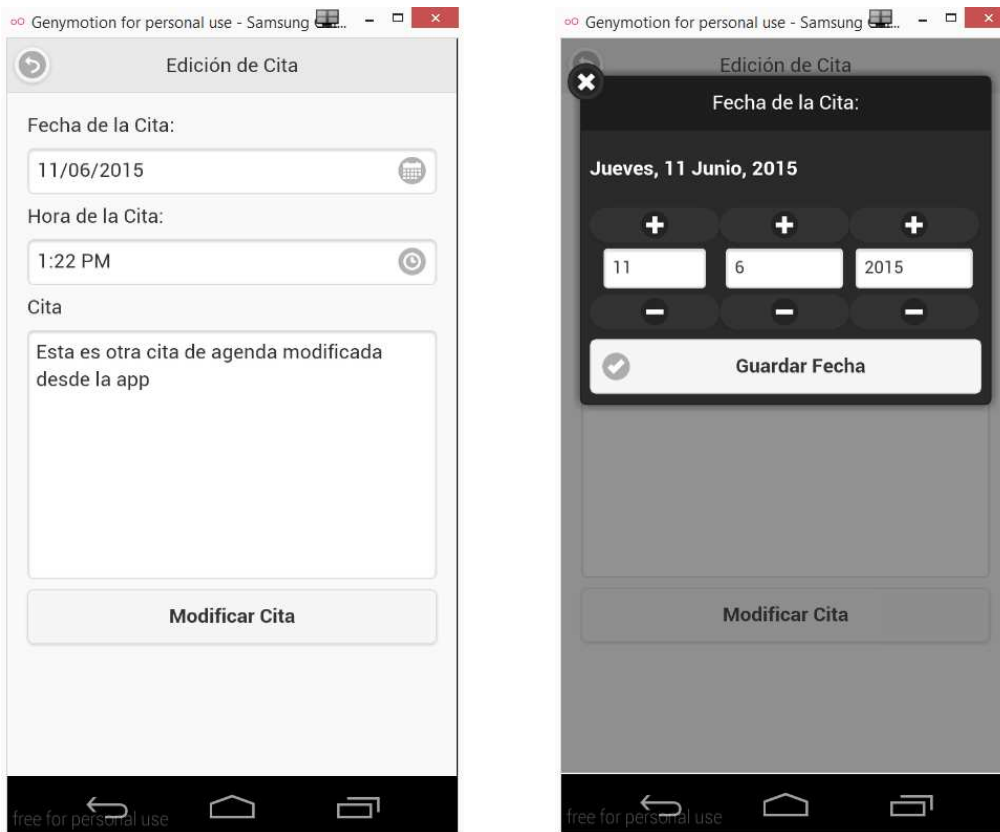 Genymotion for personal use - Samsung
Edición de Cita
Fecha de la Cita:
11/06/2015
Hora de la Cita:
1:22 PM
Cita
Esta es otra cita de agenda modificada
desde la app
Modificar Cita
free for personal use
Genymotion for personal use - Samsung
Edición de Cita
Fecha de la Cita:
Jueves, 11 Junio, 2015
11 6 2015
Guardar Fecha
Modificar Cita
free for personal use